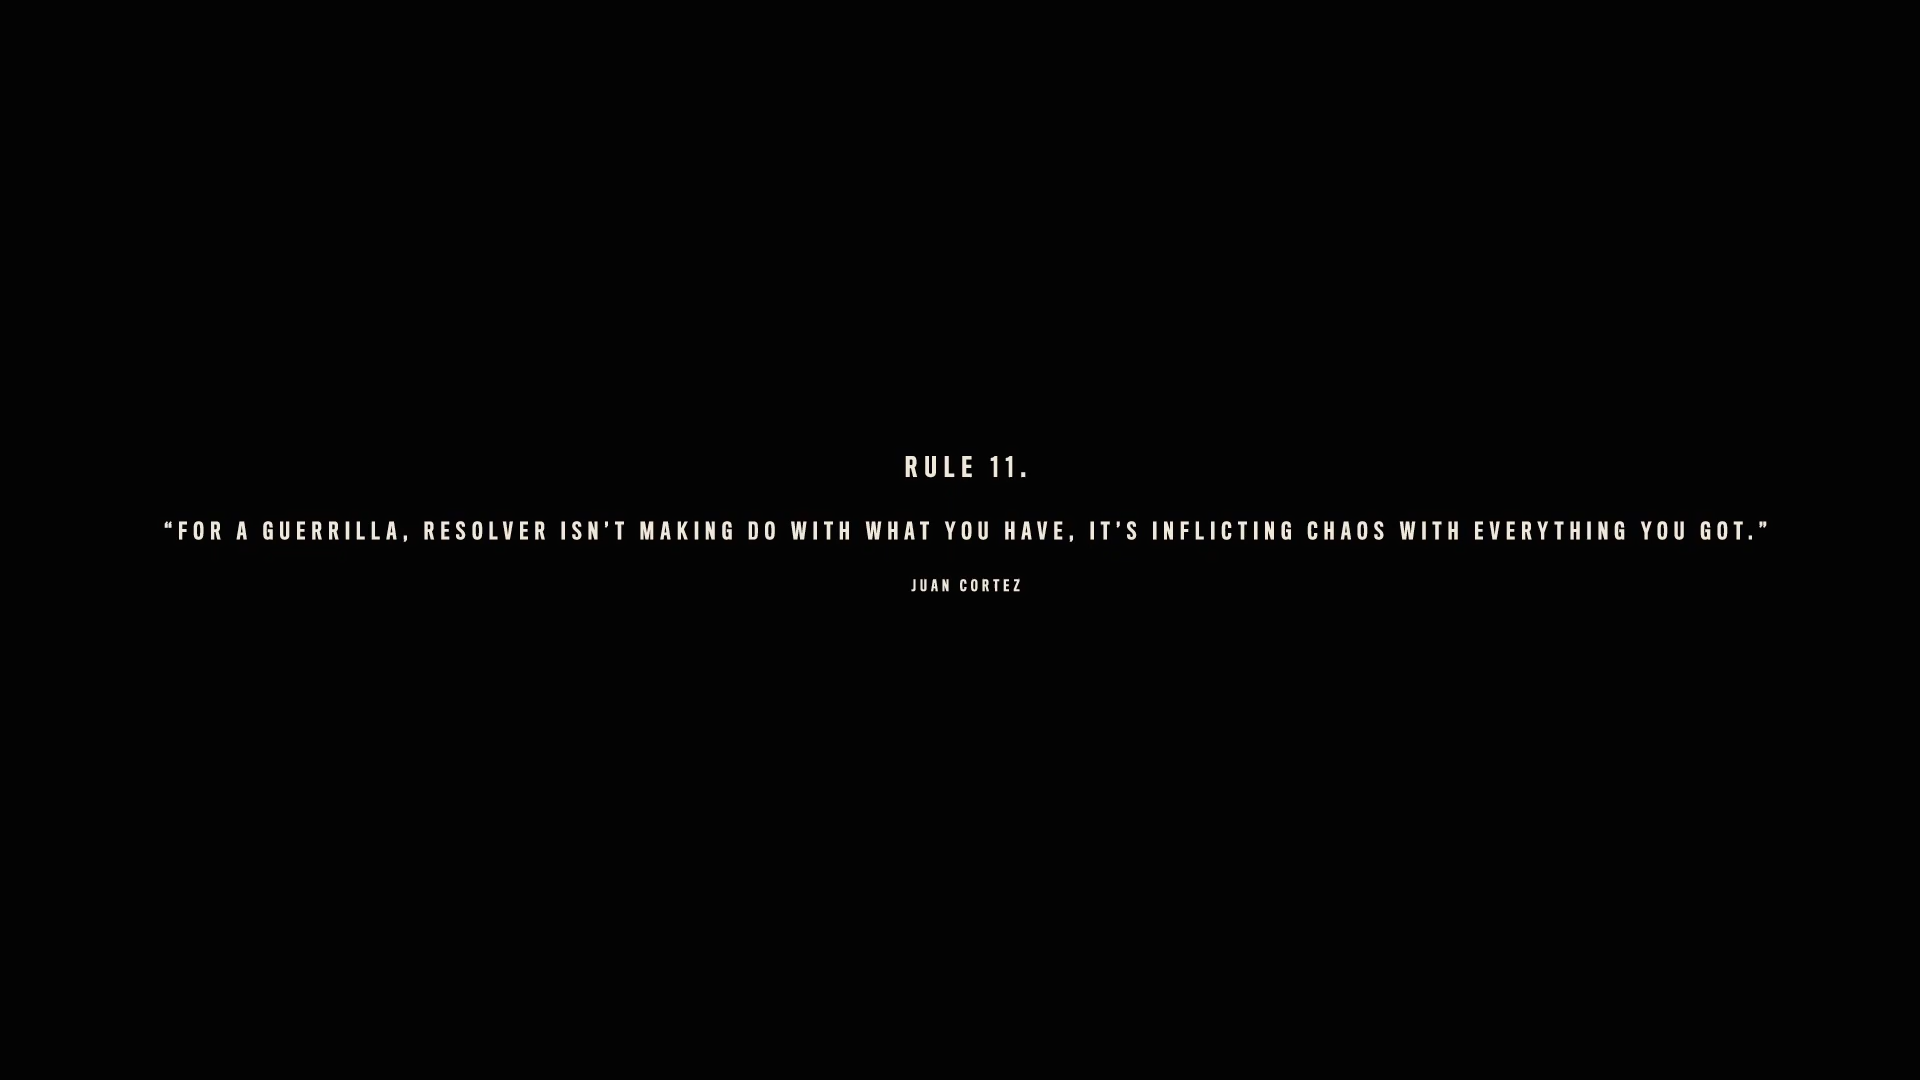 RULE 11.
“FOR A GUERRILLA, RESOLVER ISN’T MAKING DO WITH WHAT YOU HAVE, IT’S INFLICTING CHAOS WITH EVERYTHING YOU GOT.”
JUAN CORTEZ